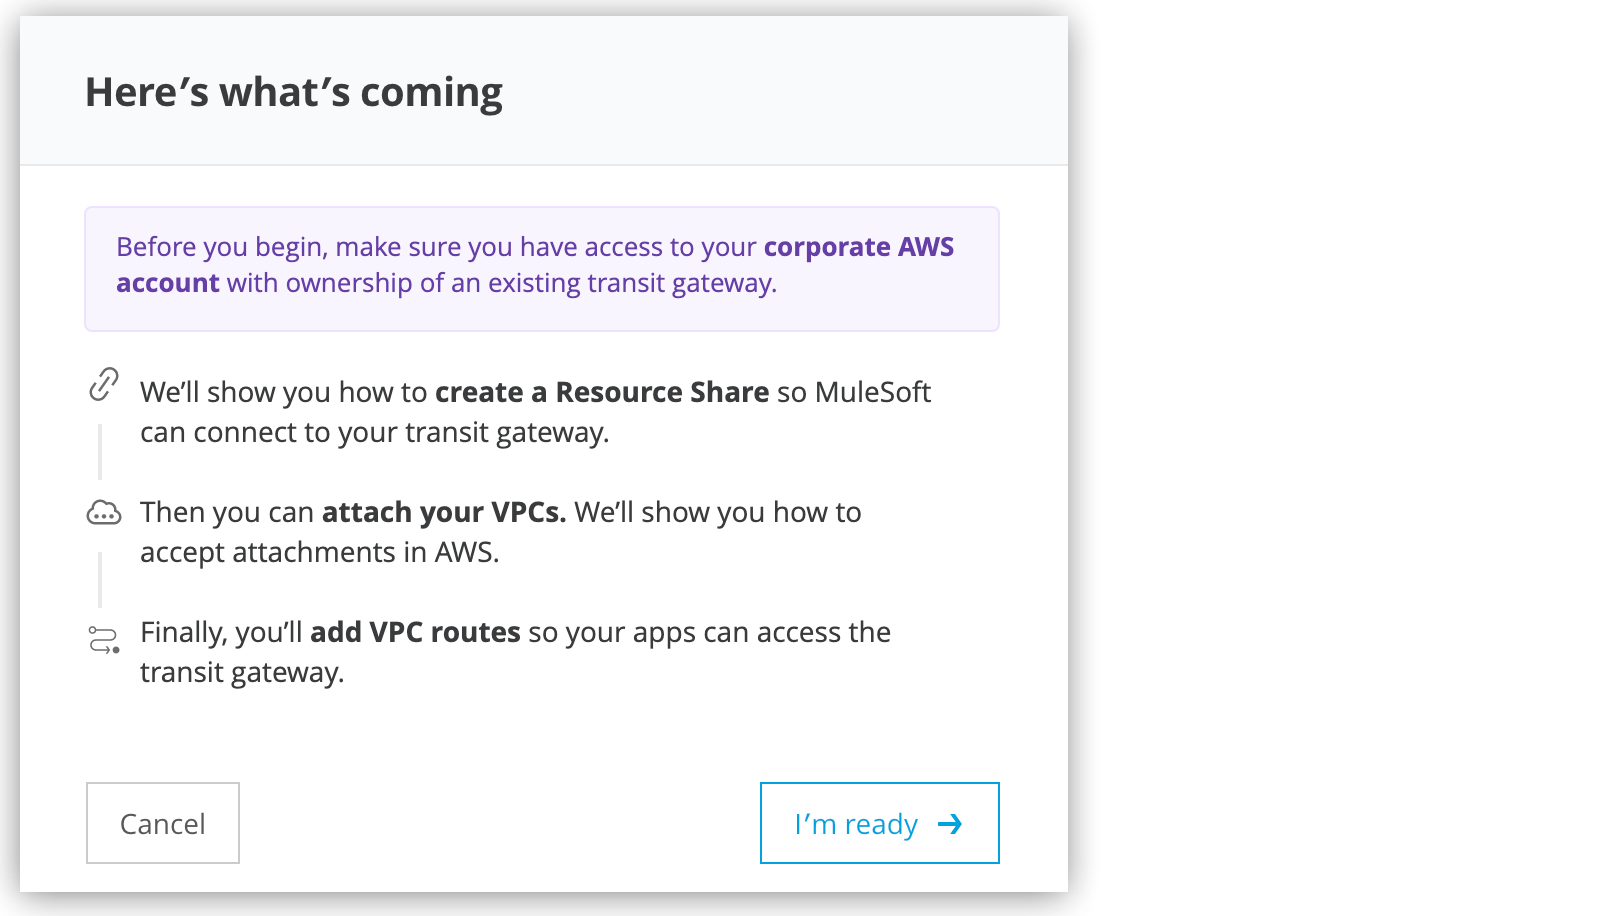 Here’s what’s coming
Before you begin, make sure you have access to your corporate AWS
account with ownership of an existing transit gateway.
We’ll show you how to create a Resource Share so MuleSoft
can connect to your transit gateway.
Then you can attach your VPCs. We’ll show you how to
accept attachments in AWS.
Finally, you’ll add VPC routes so your apps can access the
transit gateway.
Cancel
I’m ready